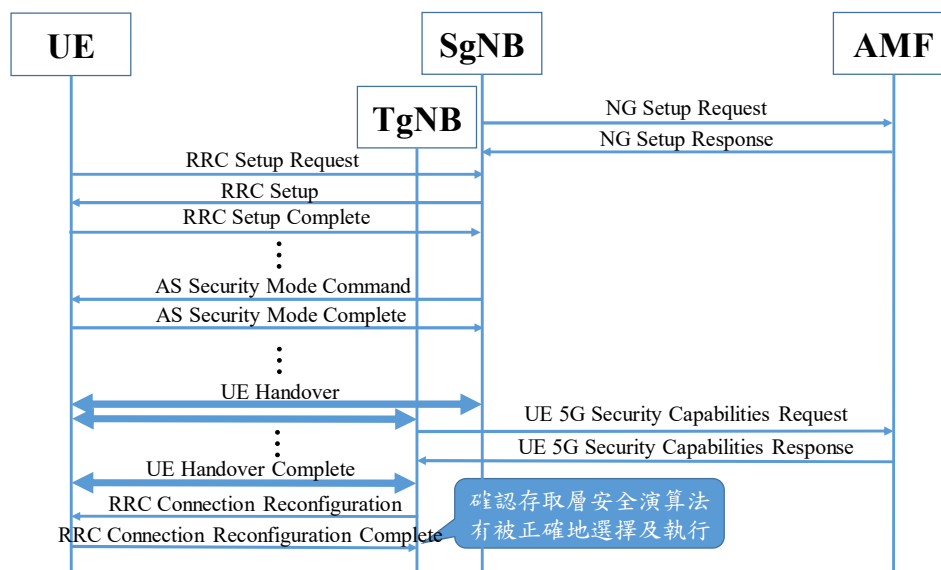 UE
SgNB
AMF
TgNB
NG Setup Request
NG Setup Response
RRC Setup Request
RRC Setup
RRC Setup Complete
AS Security Mode Command
AS Security Mode Complete
UE Handover
UE 5G Security Capabilities Request
UE 5G Security Capabilities Response
UE Handover Complete
RRC Connection Reconfiguration
RRC Connection Reconfiguration Complete
確認存取層安全演算法
有被正確地選擇及執行